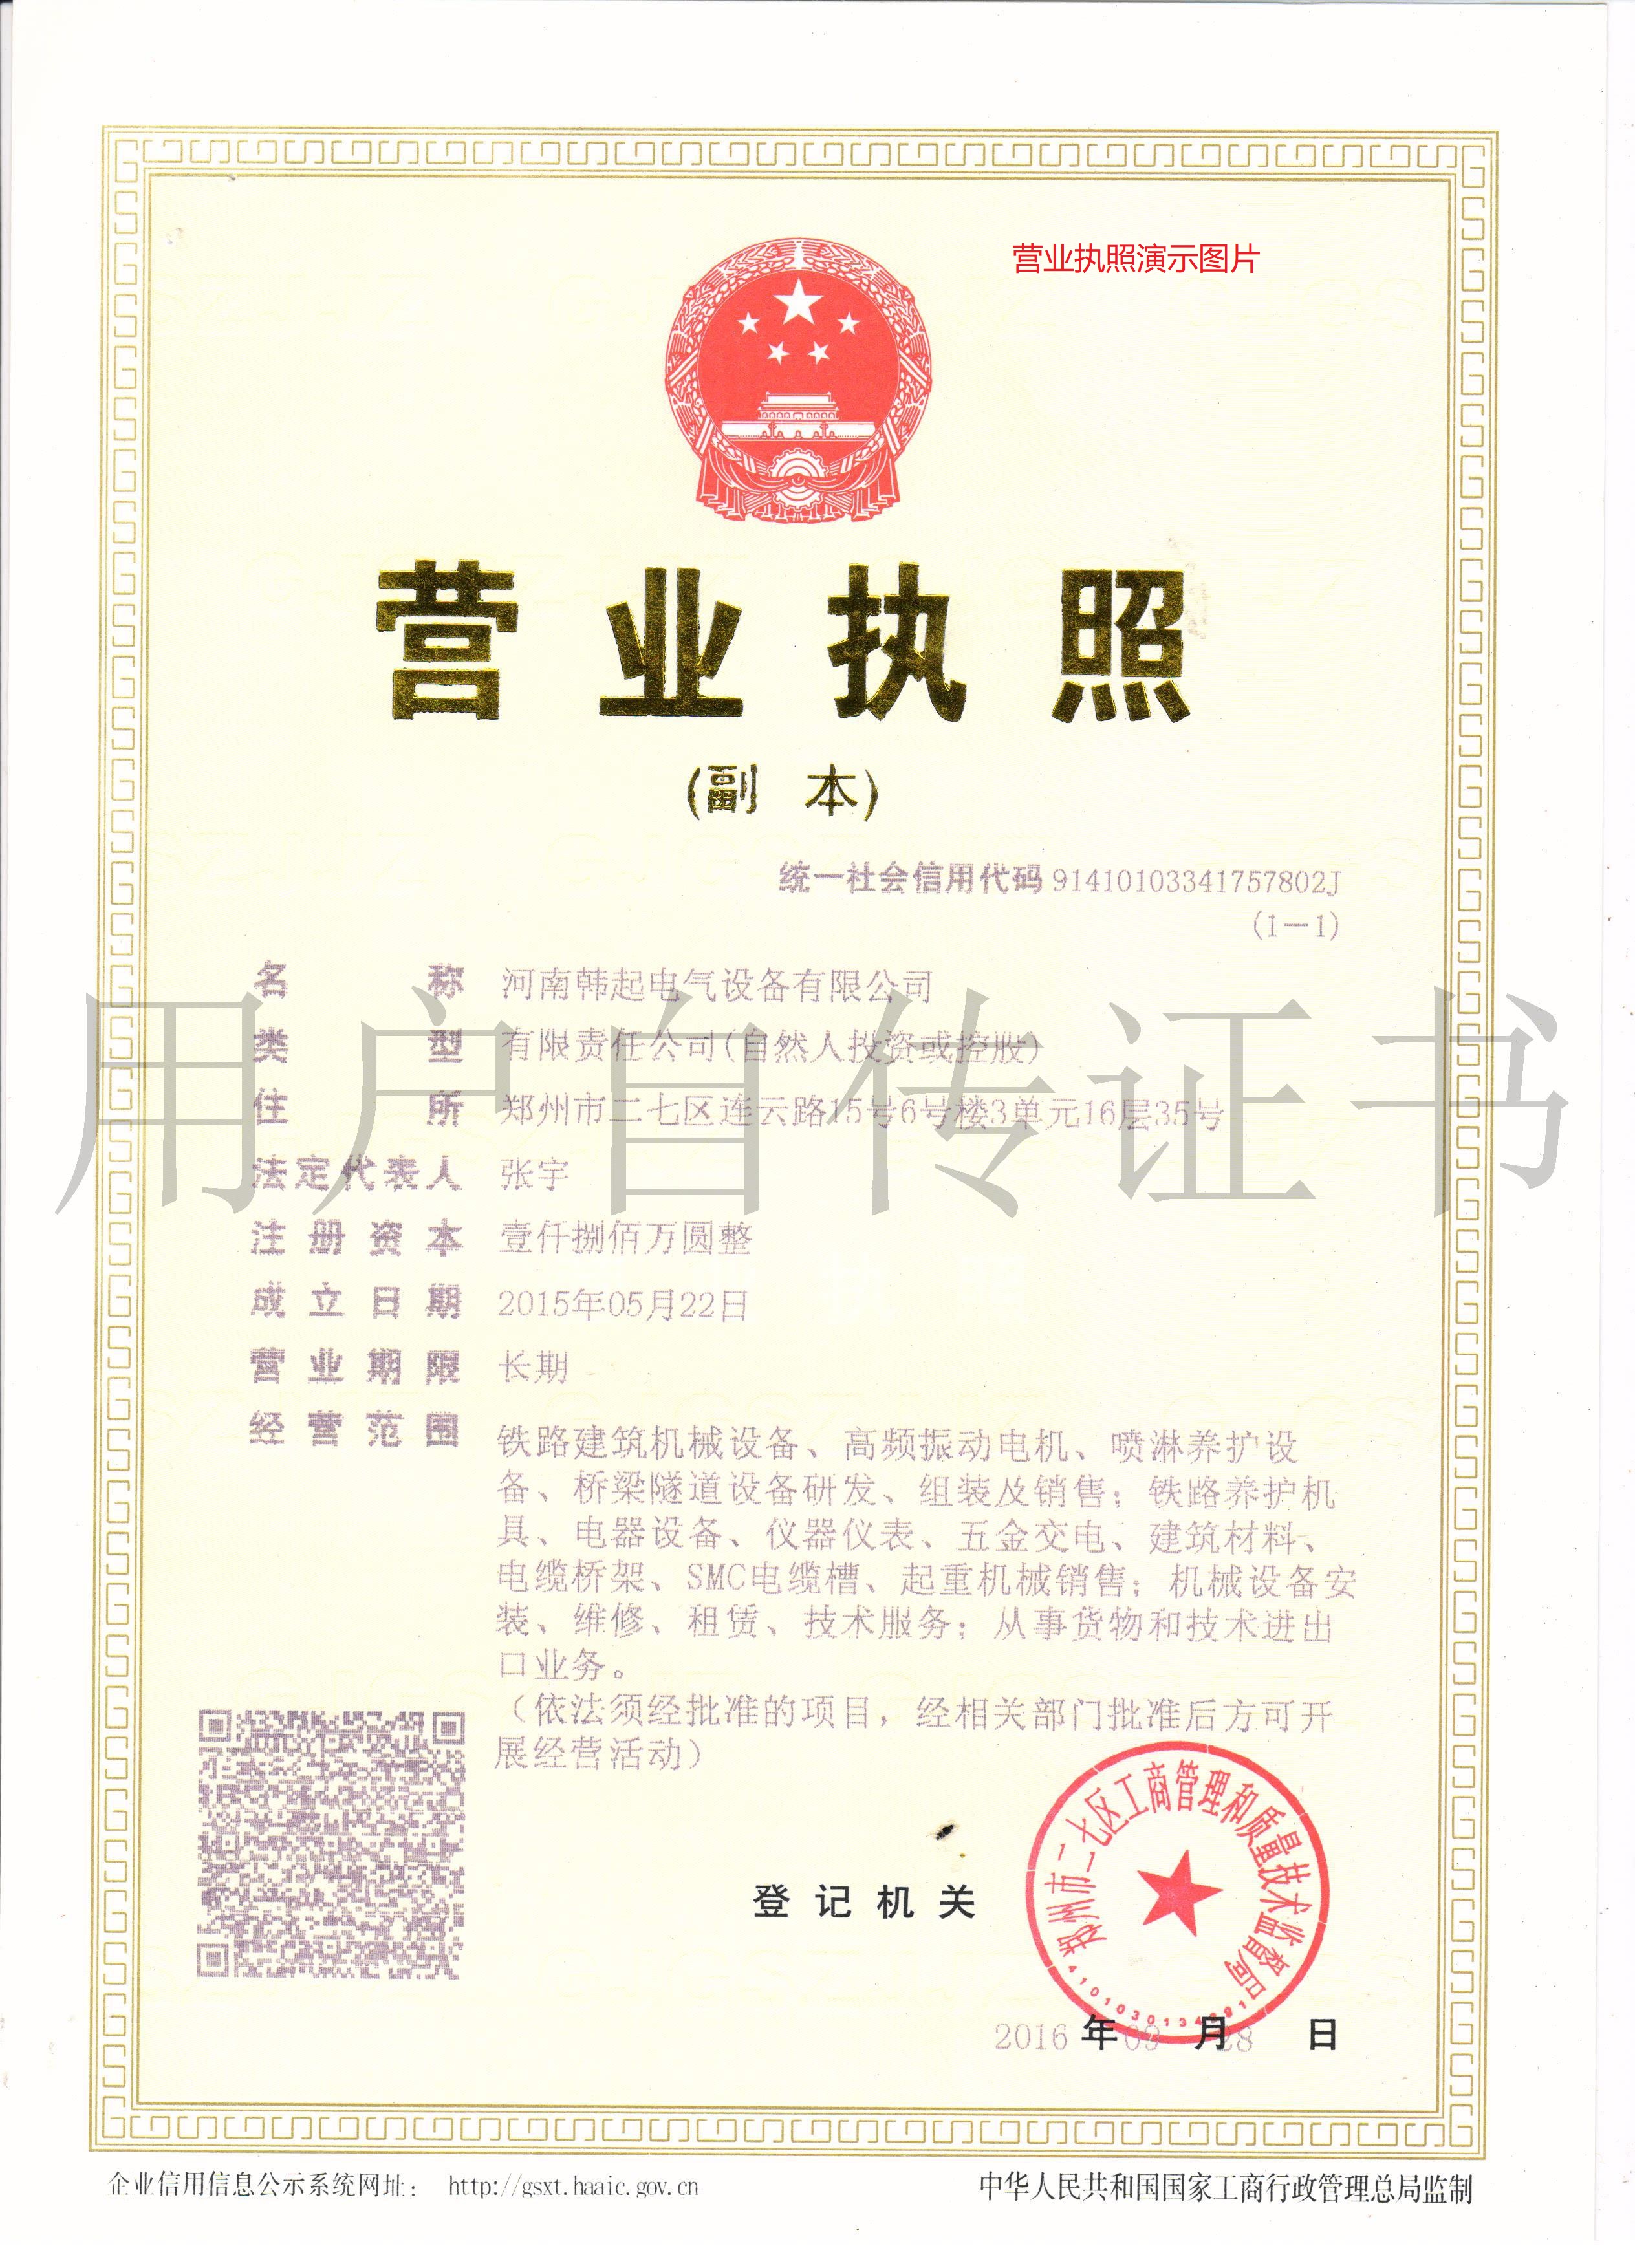 营业执照演示图片
营业执照
(副 本)
统一社会信用代码 91410103341757802J
(1-1)
名称 河南韩起电气设备有限公司
类型 有限责任公司(自然人投资或控股)
住所 郑州市二七区连云路15号6号楼3单元16层35号
法定代表人 张宇
注册资本 壹仟捌佰万圆整
成立日期 2015年05月22日
营业期限 长期
经营范围 铁路建筑机械设备、高频振动电机、喷淋养护设
备、桥梁隧道设备研发、组装及销售；铁路养护机
具、电器设备、仪器仪表、五金交电、建筑材料、
电缆桥架、SMC电缆槽、起重机械销售；机械设备安
装、维修、租赁、技术服务；从事货物和技术进出
口业务。
（依法须经批准的项目，经相关部门批准后方可开
展经营活动）
用户自传证书
登记机关
郑州市二七区工商管理和质量技术监督局
2016 年 09 月 28 日
企业信用信息公示系统网址： http://gsxt.haaic.gov.cn
中华人民共和国国家工商行政管理总局监制